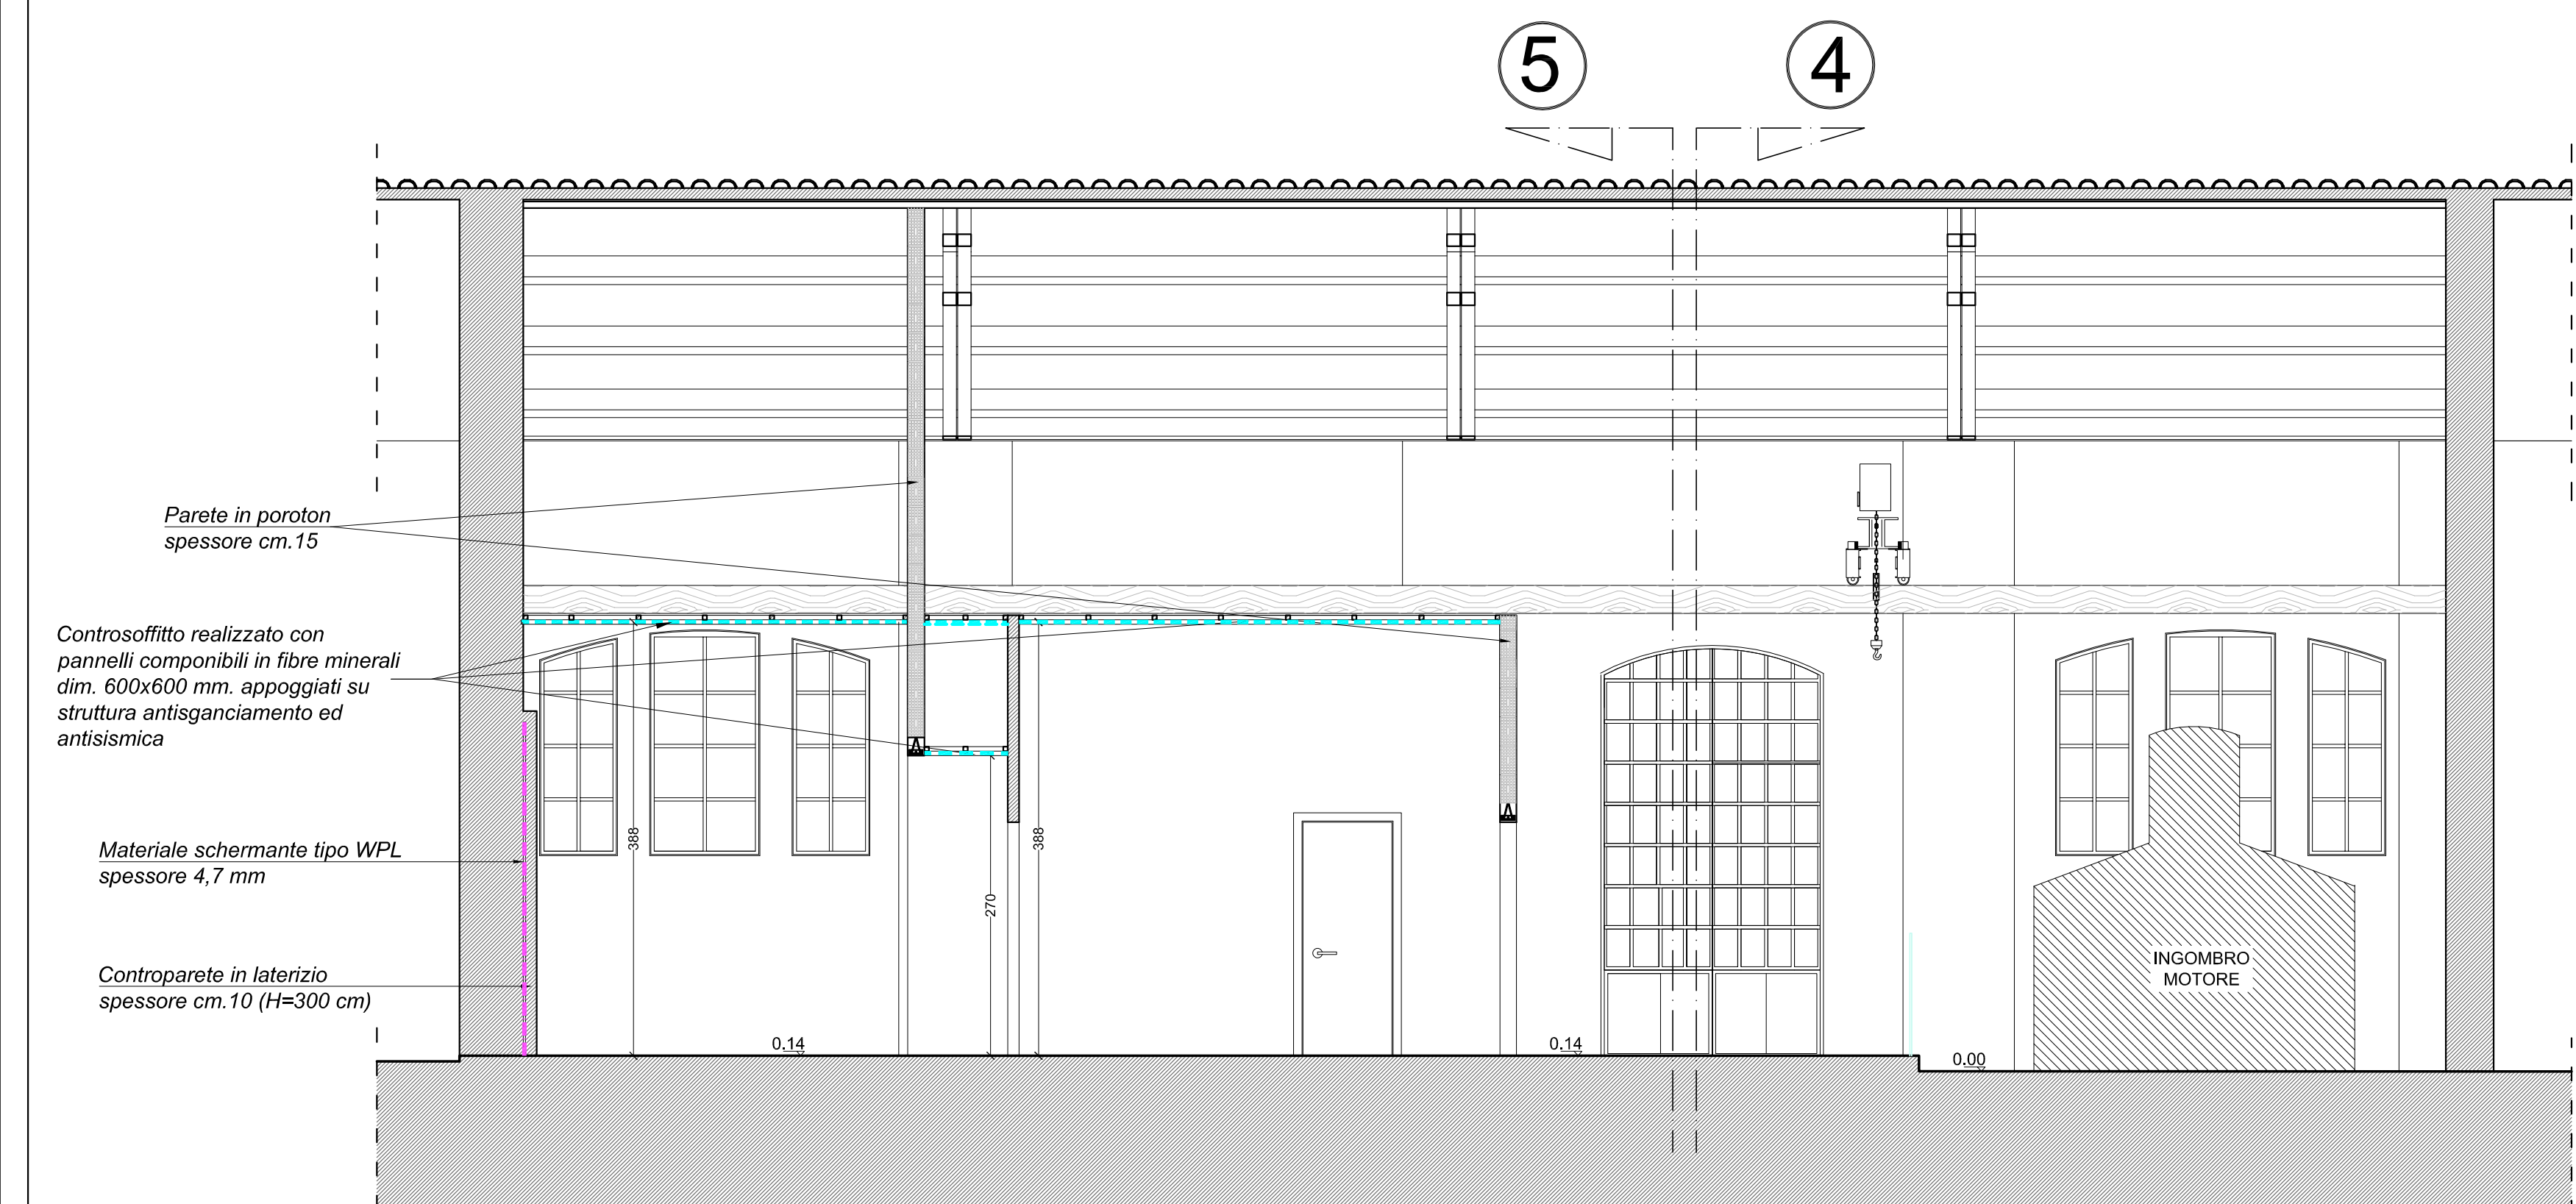 5
4
Parete in poroton
spessore cm.15
Controsoffitto realizzato con
pannelli componibili in fibre minerali
dim. 600x600 mm. appoggiati su
struttura antisganciamento ed
antisismica
Materiale schermante tipo WPL
spessore 4,7 mm
Controparete in laterizio
spessore cm.10 (H=300 cm)
388
270
388
0.14
0.14
0.00
INGOMBRO
MOTORE